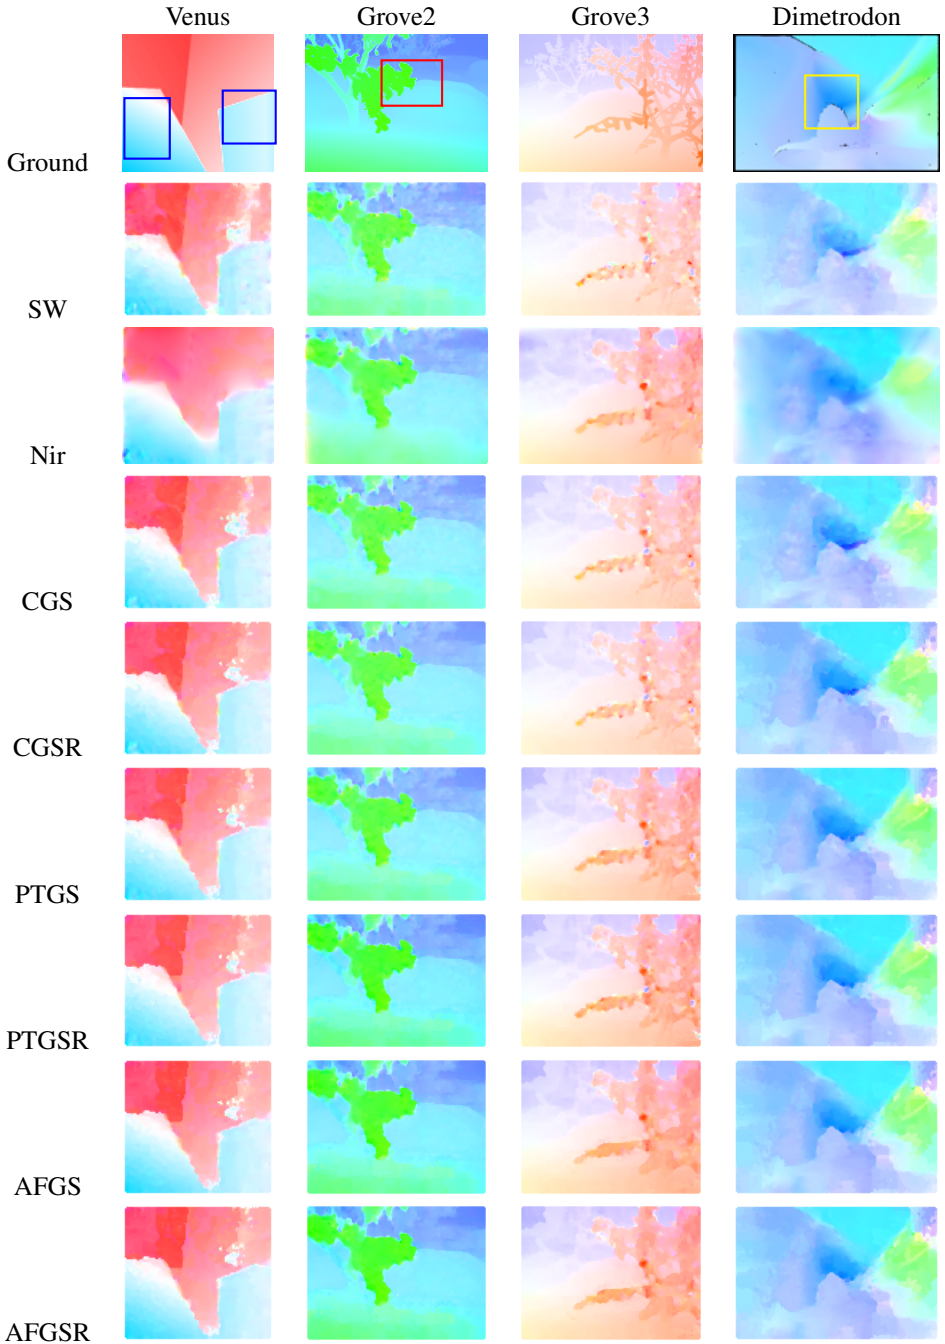 Venus Grove2 Grove3 Dimetrodon
Ground
SW
Nir
CGS
CGSR
PTGS
PTGSR
AFGS
AFGSR